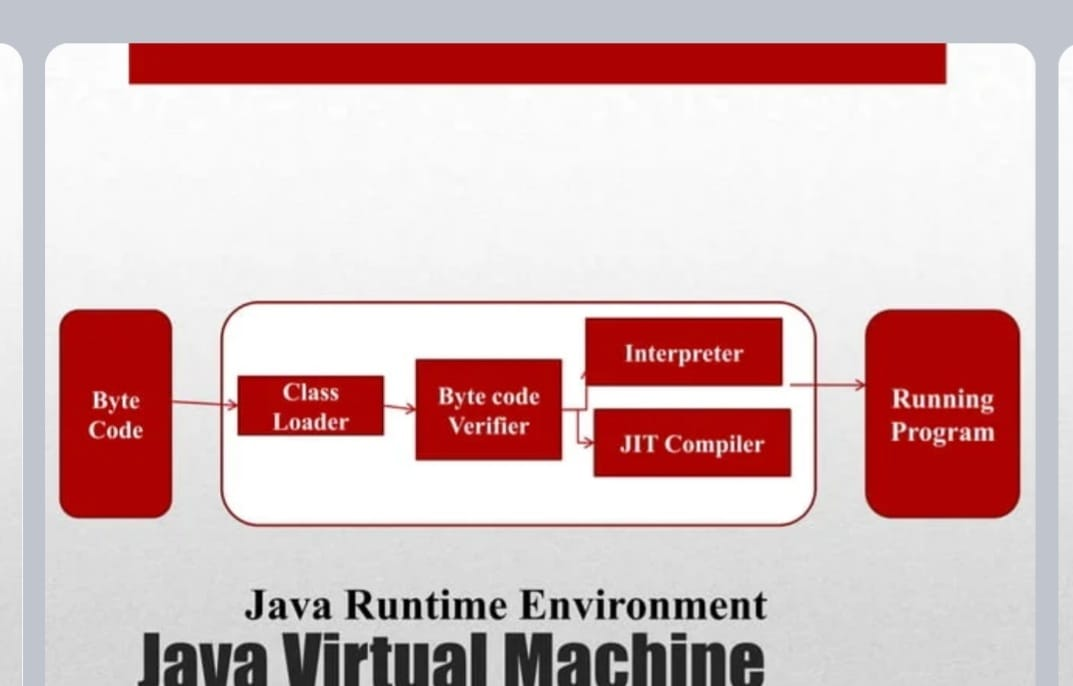 Byte
Code
Class
Loader
Byte code
Verifier
Interpreter
JIT Compiler
Running
Program
Java Runtime Environment
Java Virtual Machine